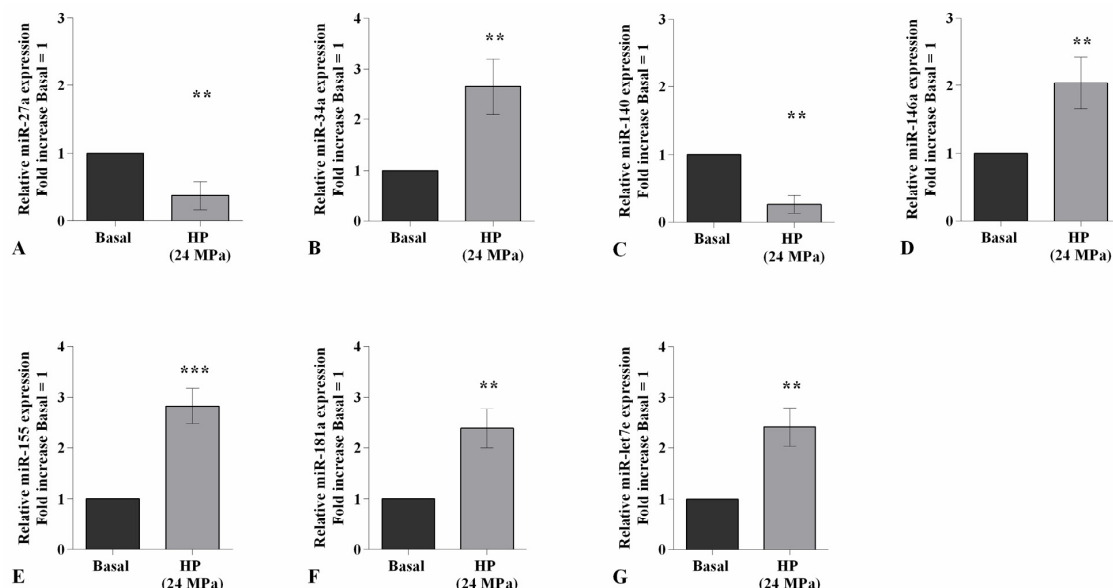 Relative miR-27a expression
Fold increase Basal = 1
3
2
1
0
**
Basal
HP
(24 MPa)
A
Relative miR-34a expression
Fold increase Basal = 1
4
3
2
1
0
**
Basal
HP
(24 MPa)
B
Relative miR-140 expression
Fold increase Basal = 1
3
2
1
0
**
Basal
HP
(24 MPa)
C
Relative miR-146a expression
Fold increase Basal = 1
3
2
1
0
**
Basal
HP
(24 MPa)
D
Relative miR-155 expression
Fold increase Basal = 1
4
3
2
1
0
***
Basal
HP
(24 MPa)
E
Relative miR-181a expression
Fold increase Basal = 1
4
3
2
1
0
**
Basal
HP
(24 MPa)
F
Relative miR-let7e expression
Fold increase Basal = 1
4
3
2
1
0
**
Basal
HP
(24 MPa)
G